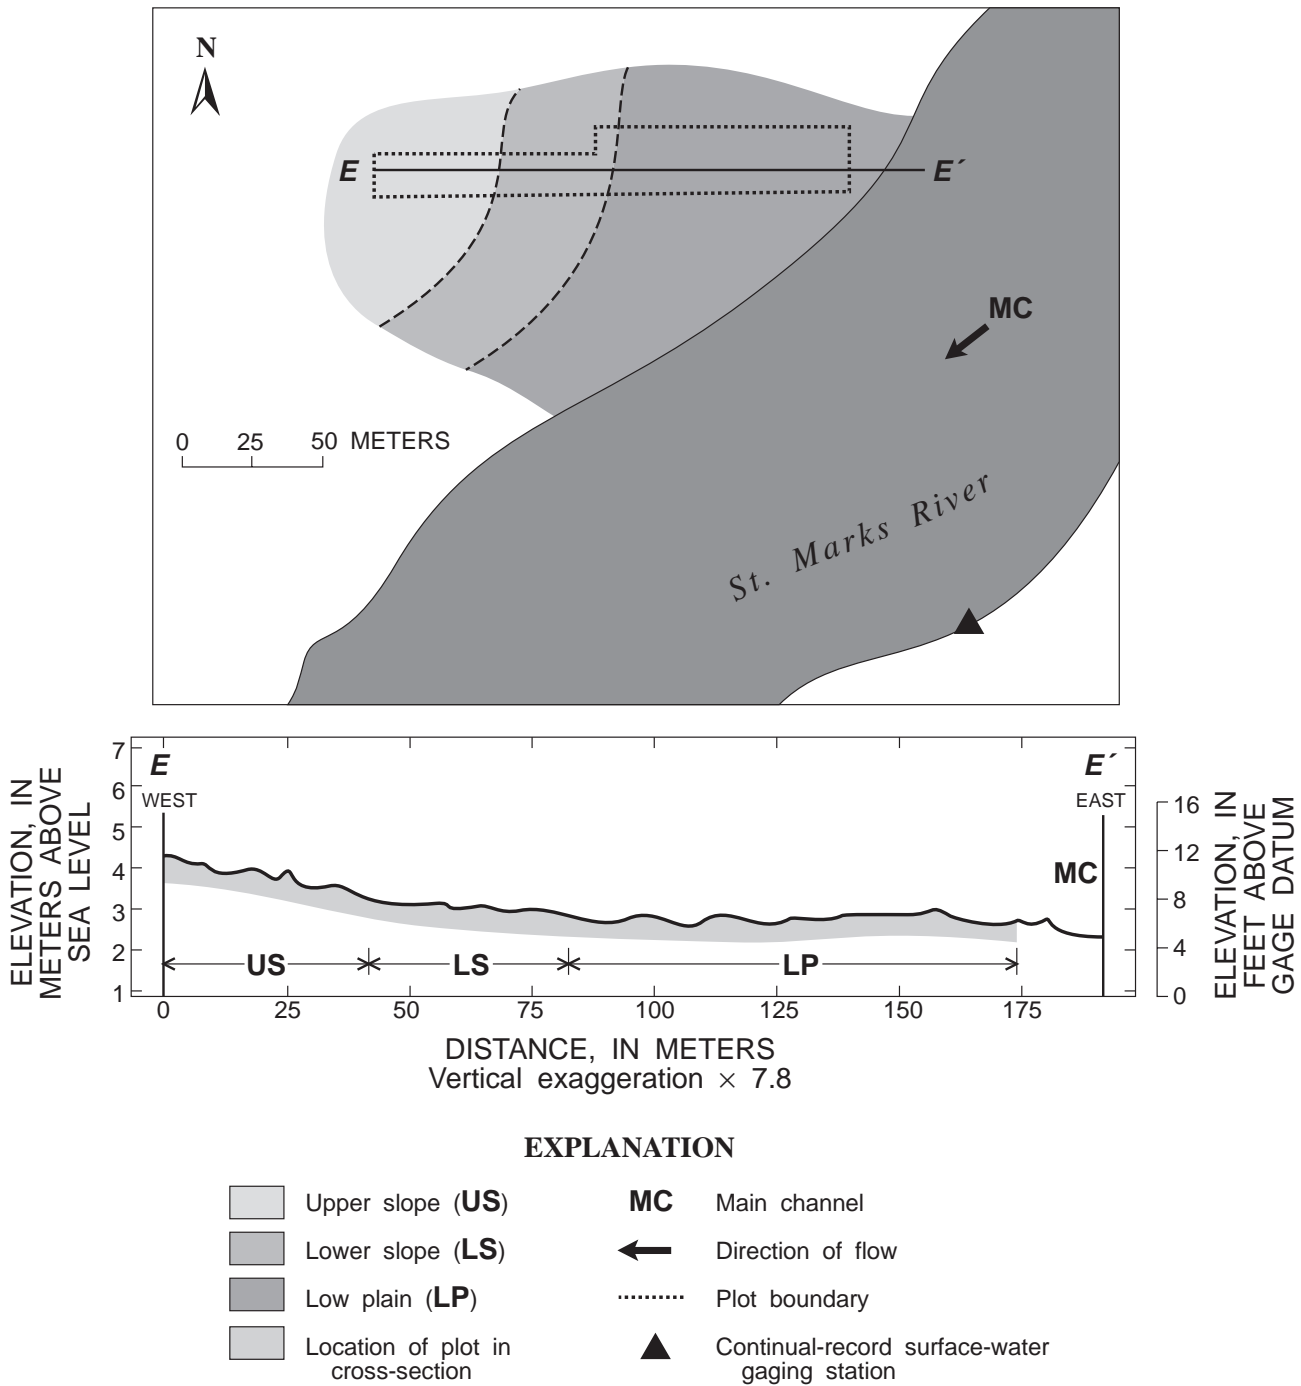 N
E
E´
MC
0 25 50 METERS
St. Marks River
ELEVATION, IN
METERS ABOVE
SEA LEVEL
7
6
5
4
3
2
1
E
WEST
E´
EAST
MC
US
LS
LP
0 25 50 75 100 125 150 175
16
12
8
4
0
ELEVATION, IN
FEET ABOVE
GAGE DATUM
DISTANCE, IN METERS
Vertical exaggeration × 7.8
EXPLANATION
Upper slope (US)
Lower slope (LS)
Low plain (LP)
Location of plot in
cross-section
MC Main channel
Direction of flow
Plot boundary
Continual-record surface-water
gaging station